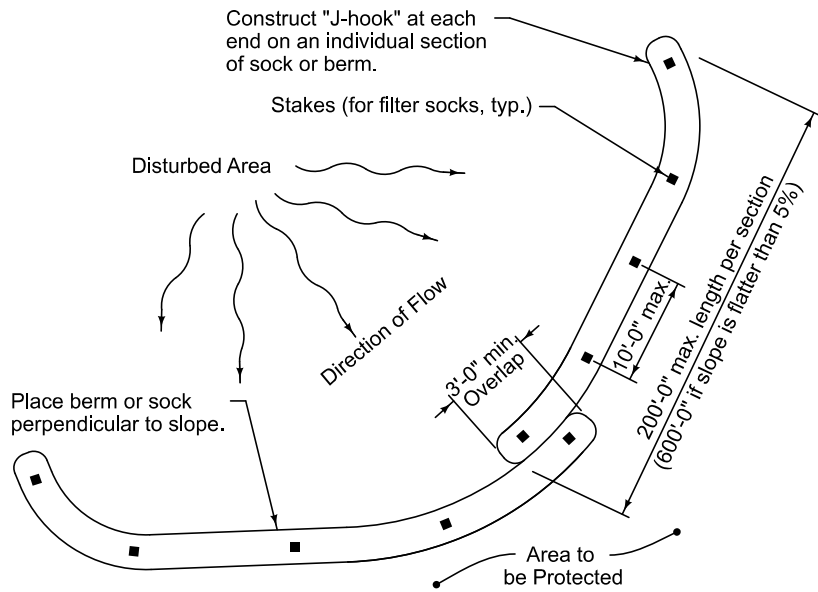 Construct "J-hook" at each
end on an individual section
of sock or berm.
Stakes (for filter socks, typ.)
Disturbed Area
Direction of Flow
3'-0" min.
Overlap
10'-0" max.
200'-0" max. length per section
(600'-0" if slope is flatter than 5%)
Place berm or sock
perpendicular to slope.
Area to
be Protected